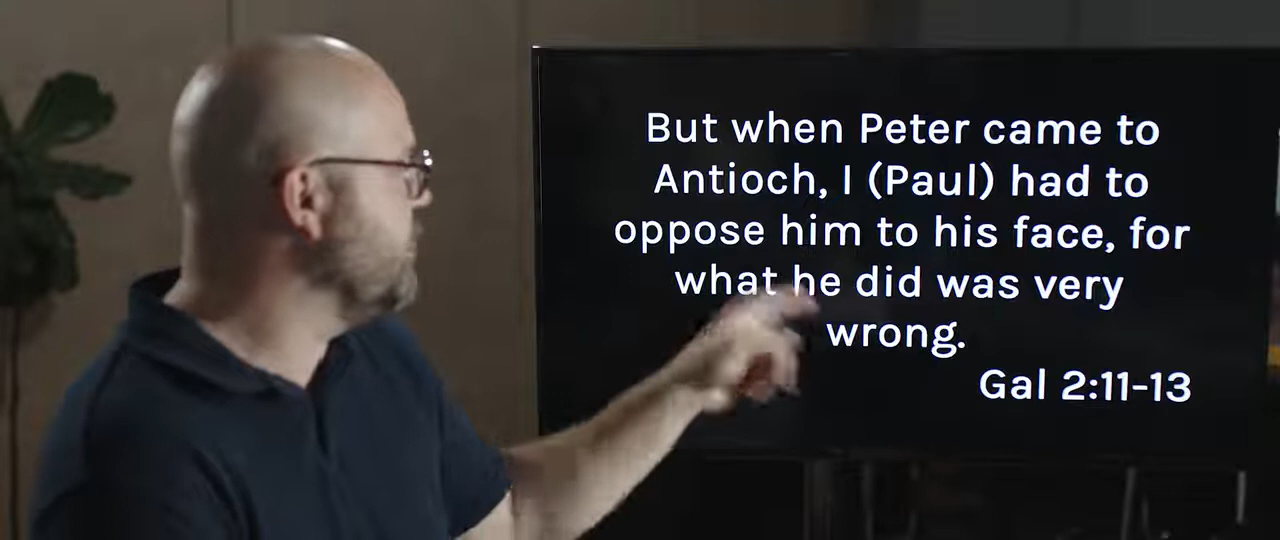 But when Peter came to
Antioch, I (Paul) had to
oppose him to his face, for
what he did was very
wrong.
Gal 2:11-13